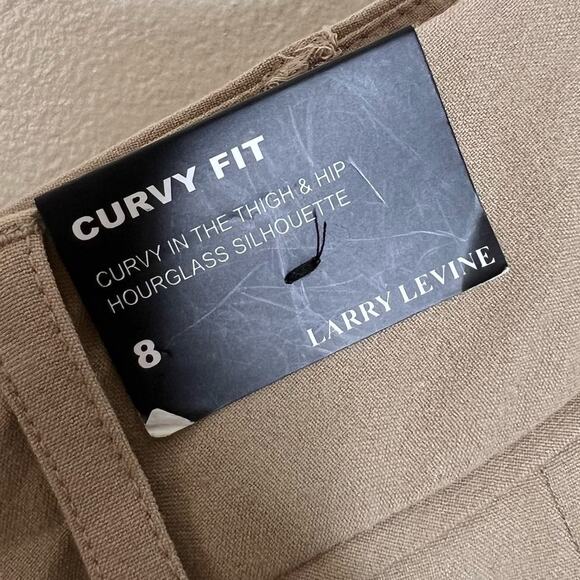 CURVY FIT
CURVY IN THE THIGH & HIP
HOURGLASS SILHOUETTE
8
LARRY LEVINE